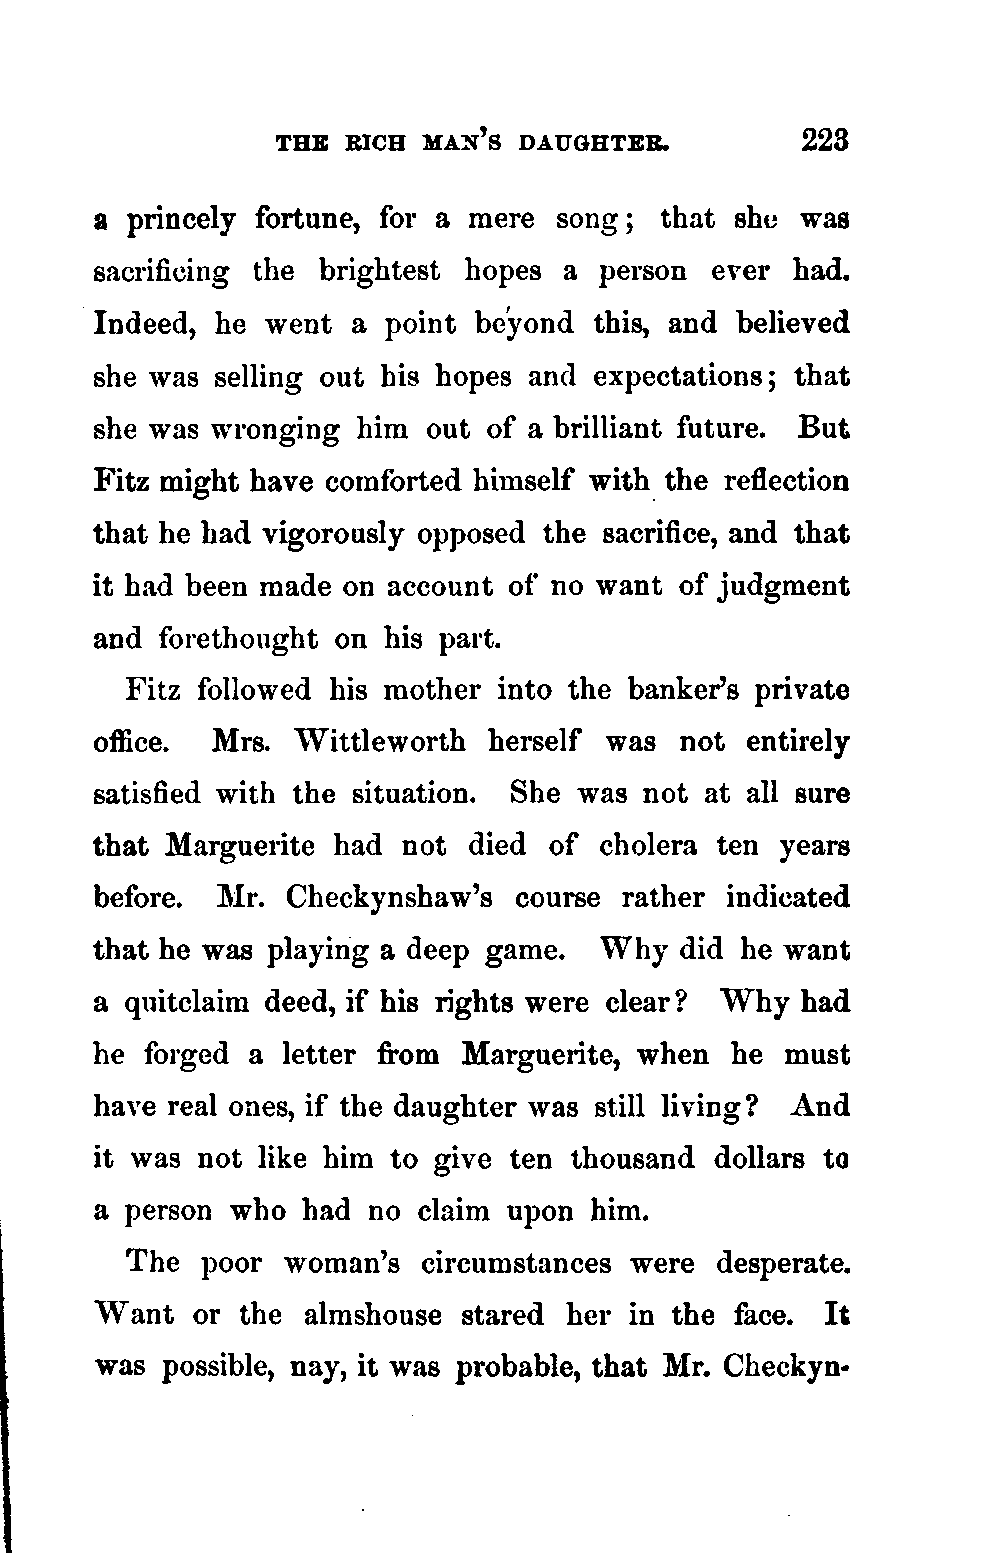 THE RICH MAN'S DAUGHTER. 223
a princely fortune, for a mere song; that she was
sacrificing the brightest hopes a person ever had.
Indeed, he went a point beyond this, and believed
she was selling out his hopes and expectations; that
she was wronging him out of a brilliant future. But
Fitz might have comforted himself with the reflection
that he had vigorously opposed the sacrifice, and that
it had been made on account of no want of judgment
and forethought on his part.
Fitz followed his mother into the banker's private
office. Mrs. Wittleworth herself was not entirely
satisfied with the situation. She was not at all sure
that Marguerite had not died of cholera ten years
before. Mr. Checkynshaw's course rather indicated
that he was playing a deep game. Why did he want
a quitclaim deed, if his rights were clear? Why had
he forged a letter from Marguerite, when he must
have real ones, if the daughter was still living? And
it was not like him to give ten thousand dollars to
a person who had no claim upon him.
The poor woman's circumstances were desperate.
Want or the almshouse stared her in the face. It
was possible, nay, it was probable, that Mr. Checkyn-